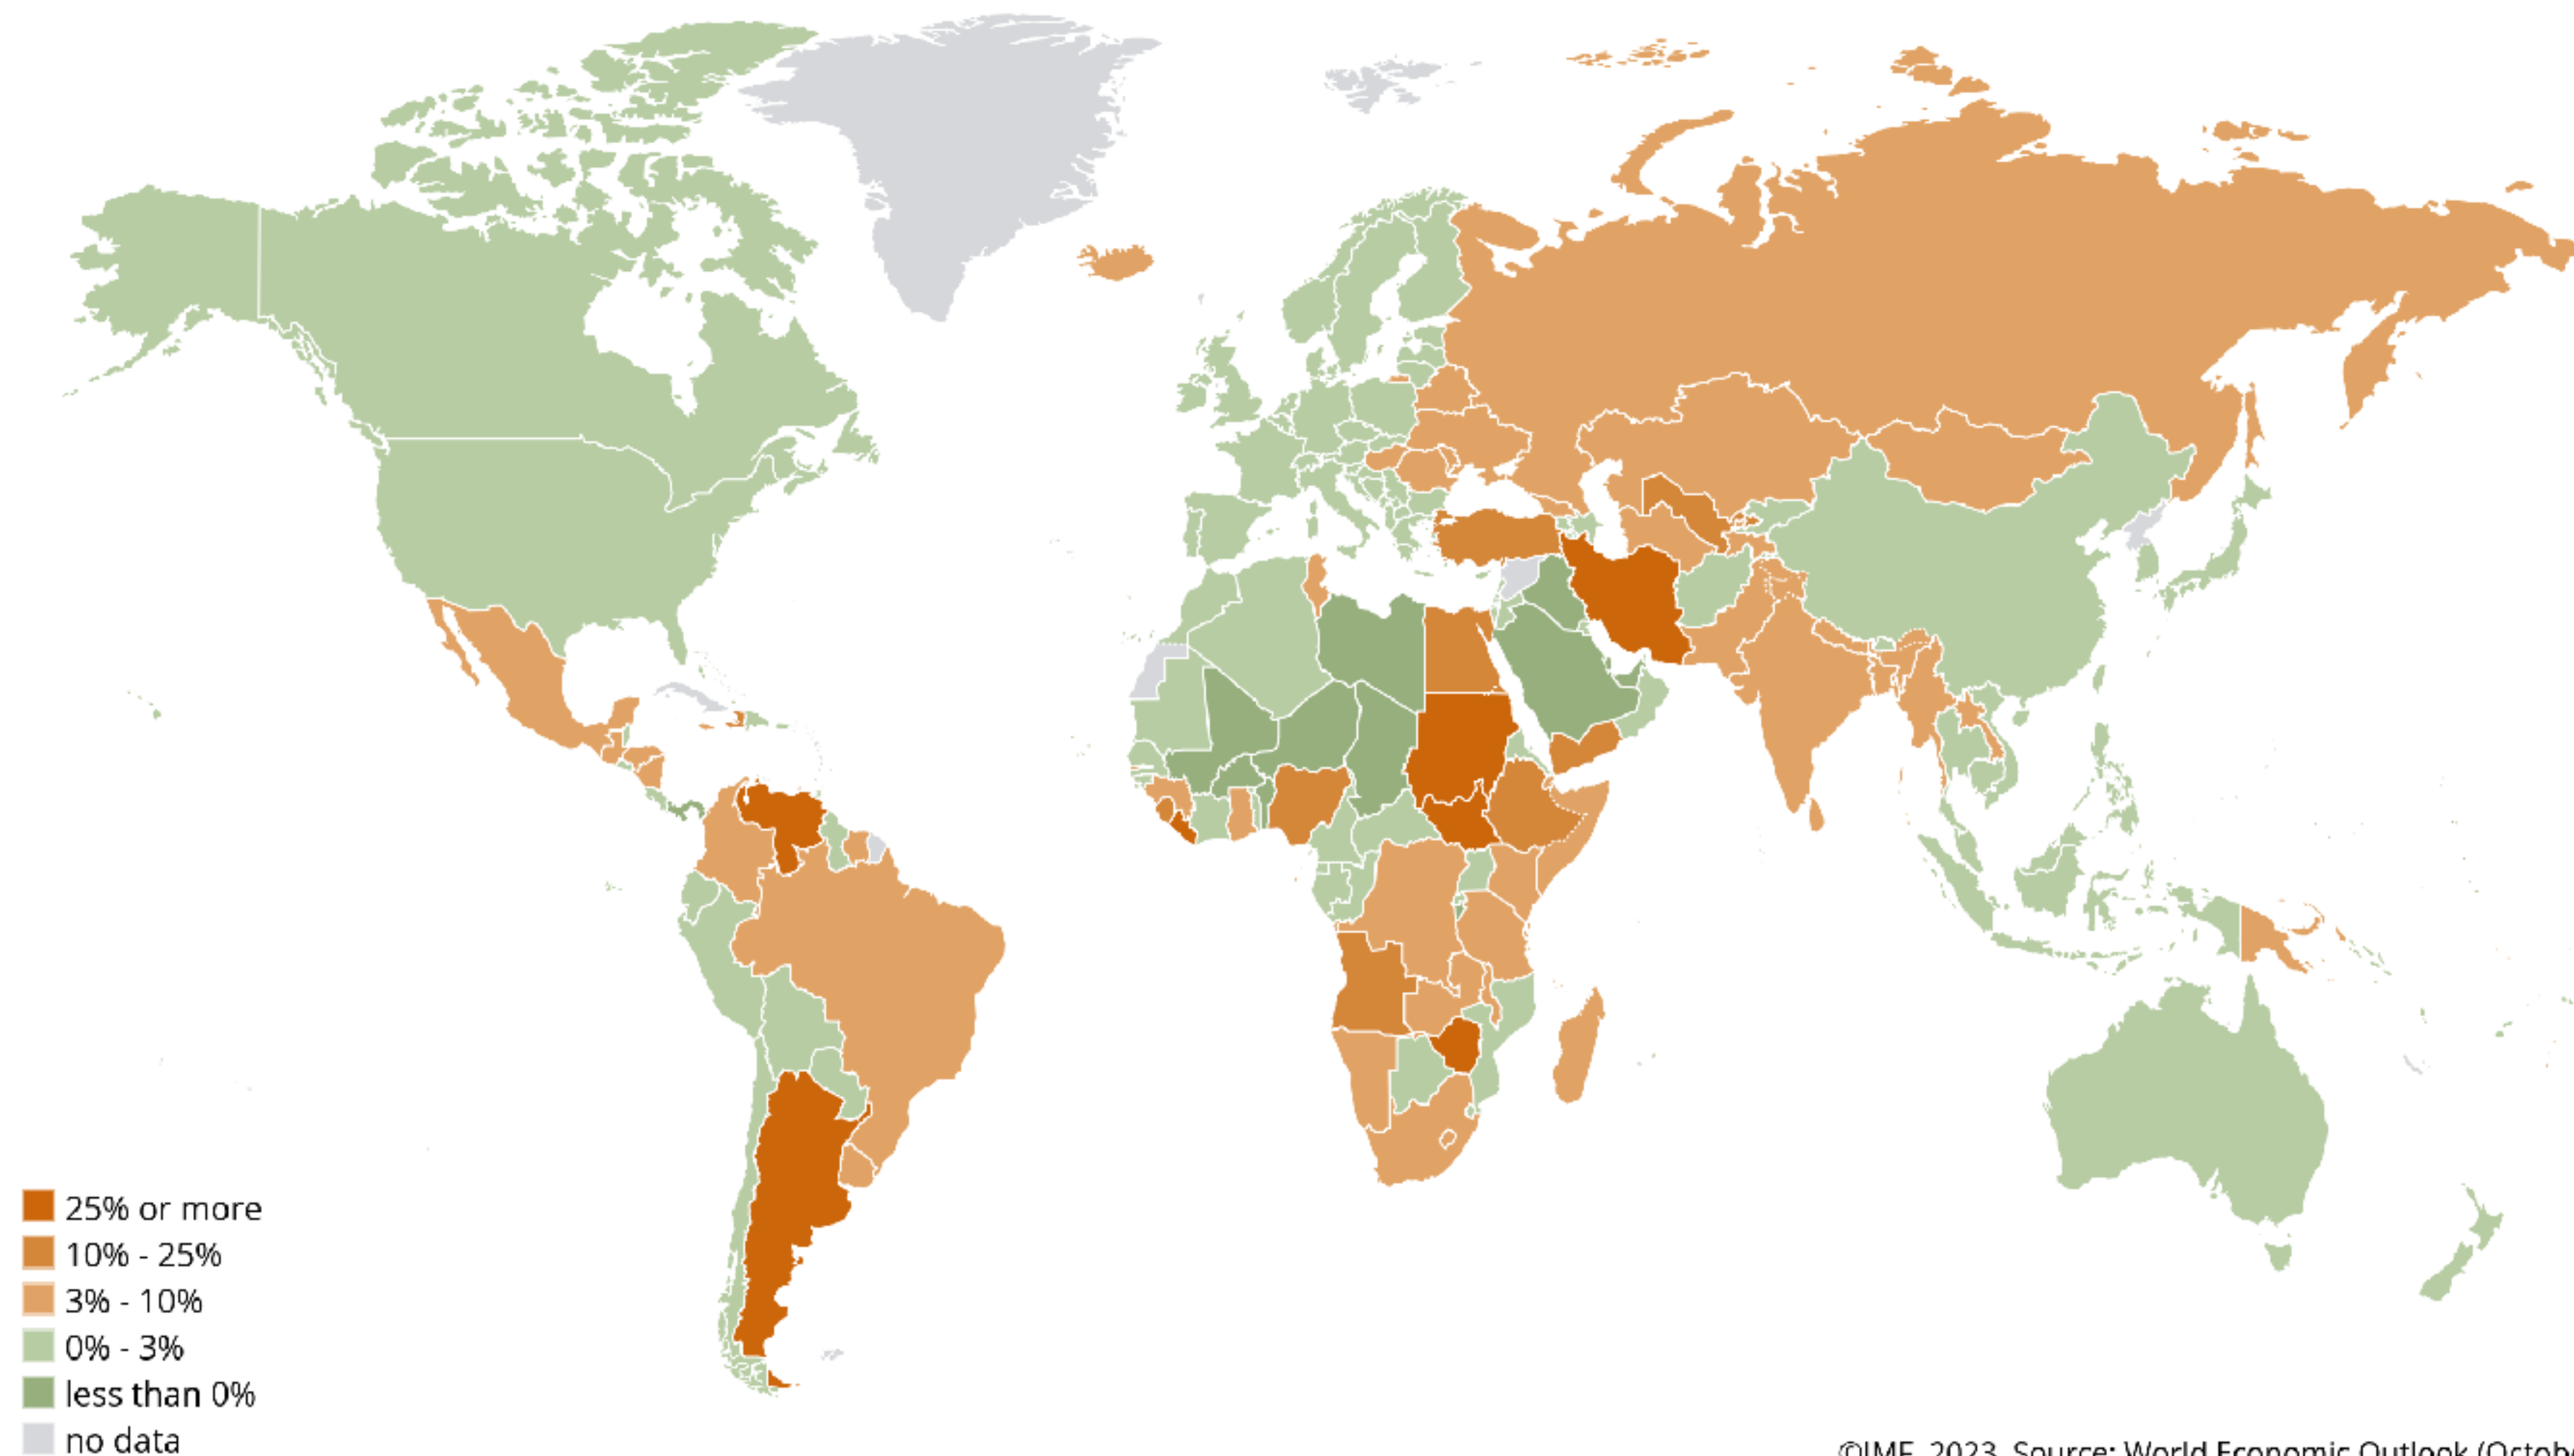 25% or more
10% - 25%
3% - 10%
0% - 3%
less than 0%
no data
©IMF, 2023, Source: World Economic Outlook